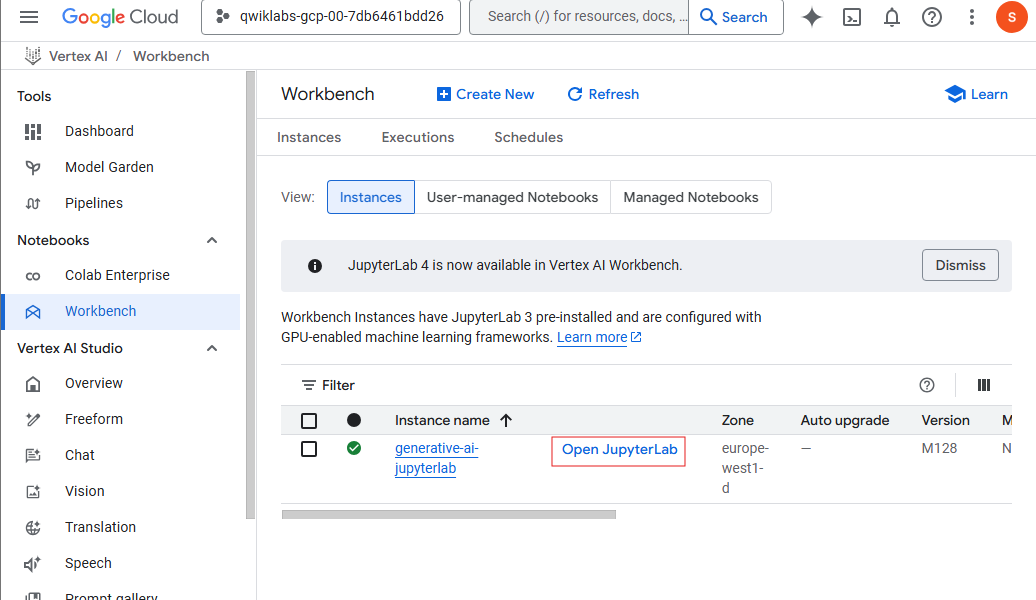 Google Cloud
qwiklabs-gcp-00-7db6461bdd26
Search (/) for resources, docs, ...
Search
S
Vertex AI / Workbench
Tools
Dashboard
Model Garden
Pipelines
Notebooks
Colab Enterprise
Workbench
Vertex AI Studio
Overview
Freeform
Chat
Vision
Translation
Speech
Prompt gallery
Workbench
Create New
Refresh
Learn
Instances Executions Schedules
View: Instances User-managed Notebooks Managed Notebooks
JupyterLab 4 is now available in Vertex AI Workbench. Dismiss
Workbench Instances have JupyterLab 3 pre-installed and are configured with
GPU-enabled machine learning frameworks. Learn more
Filter
Instance name Zone Auto upgrade Version M
generative-ai- Open JupyterLab europe- — M128 N
jupyterlab west1-
d